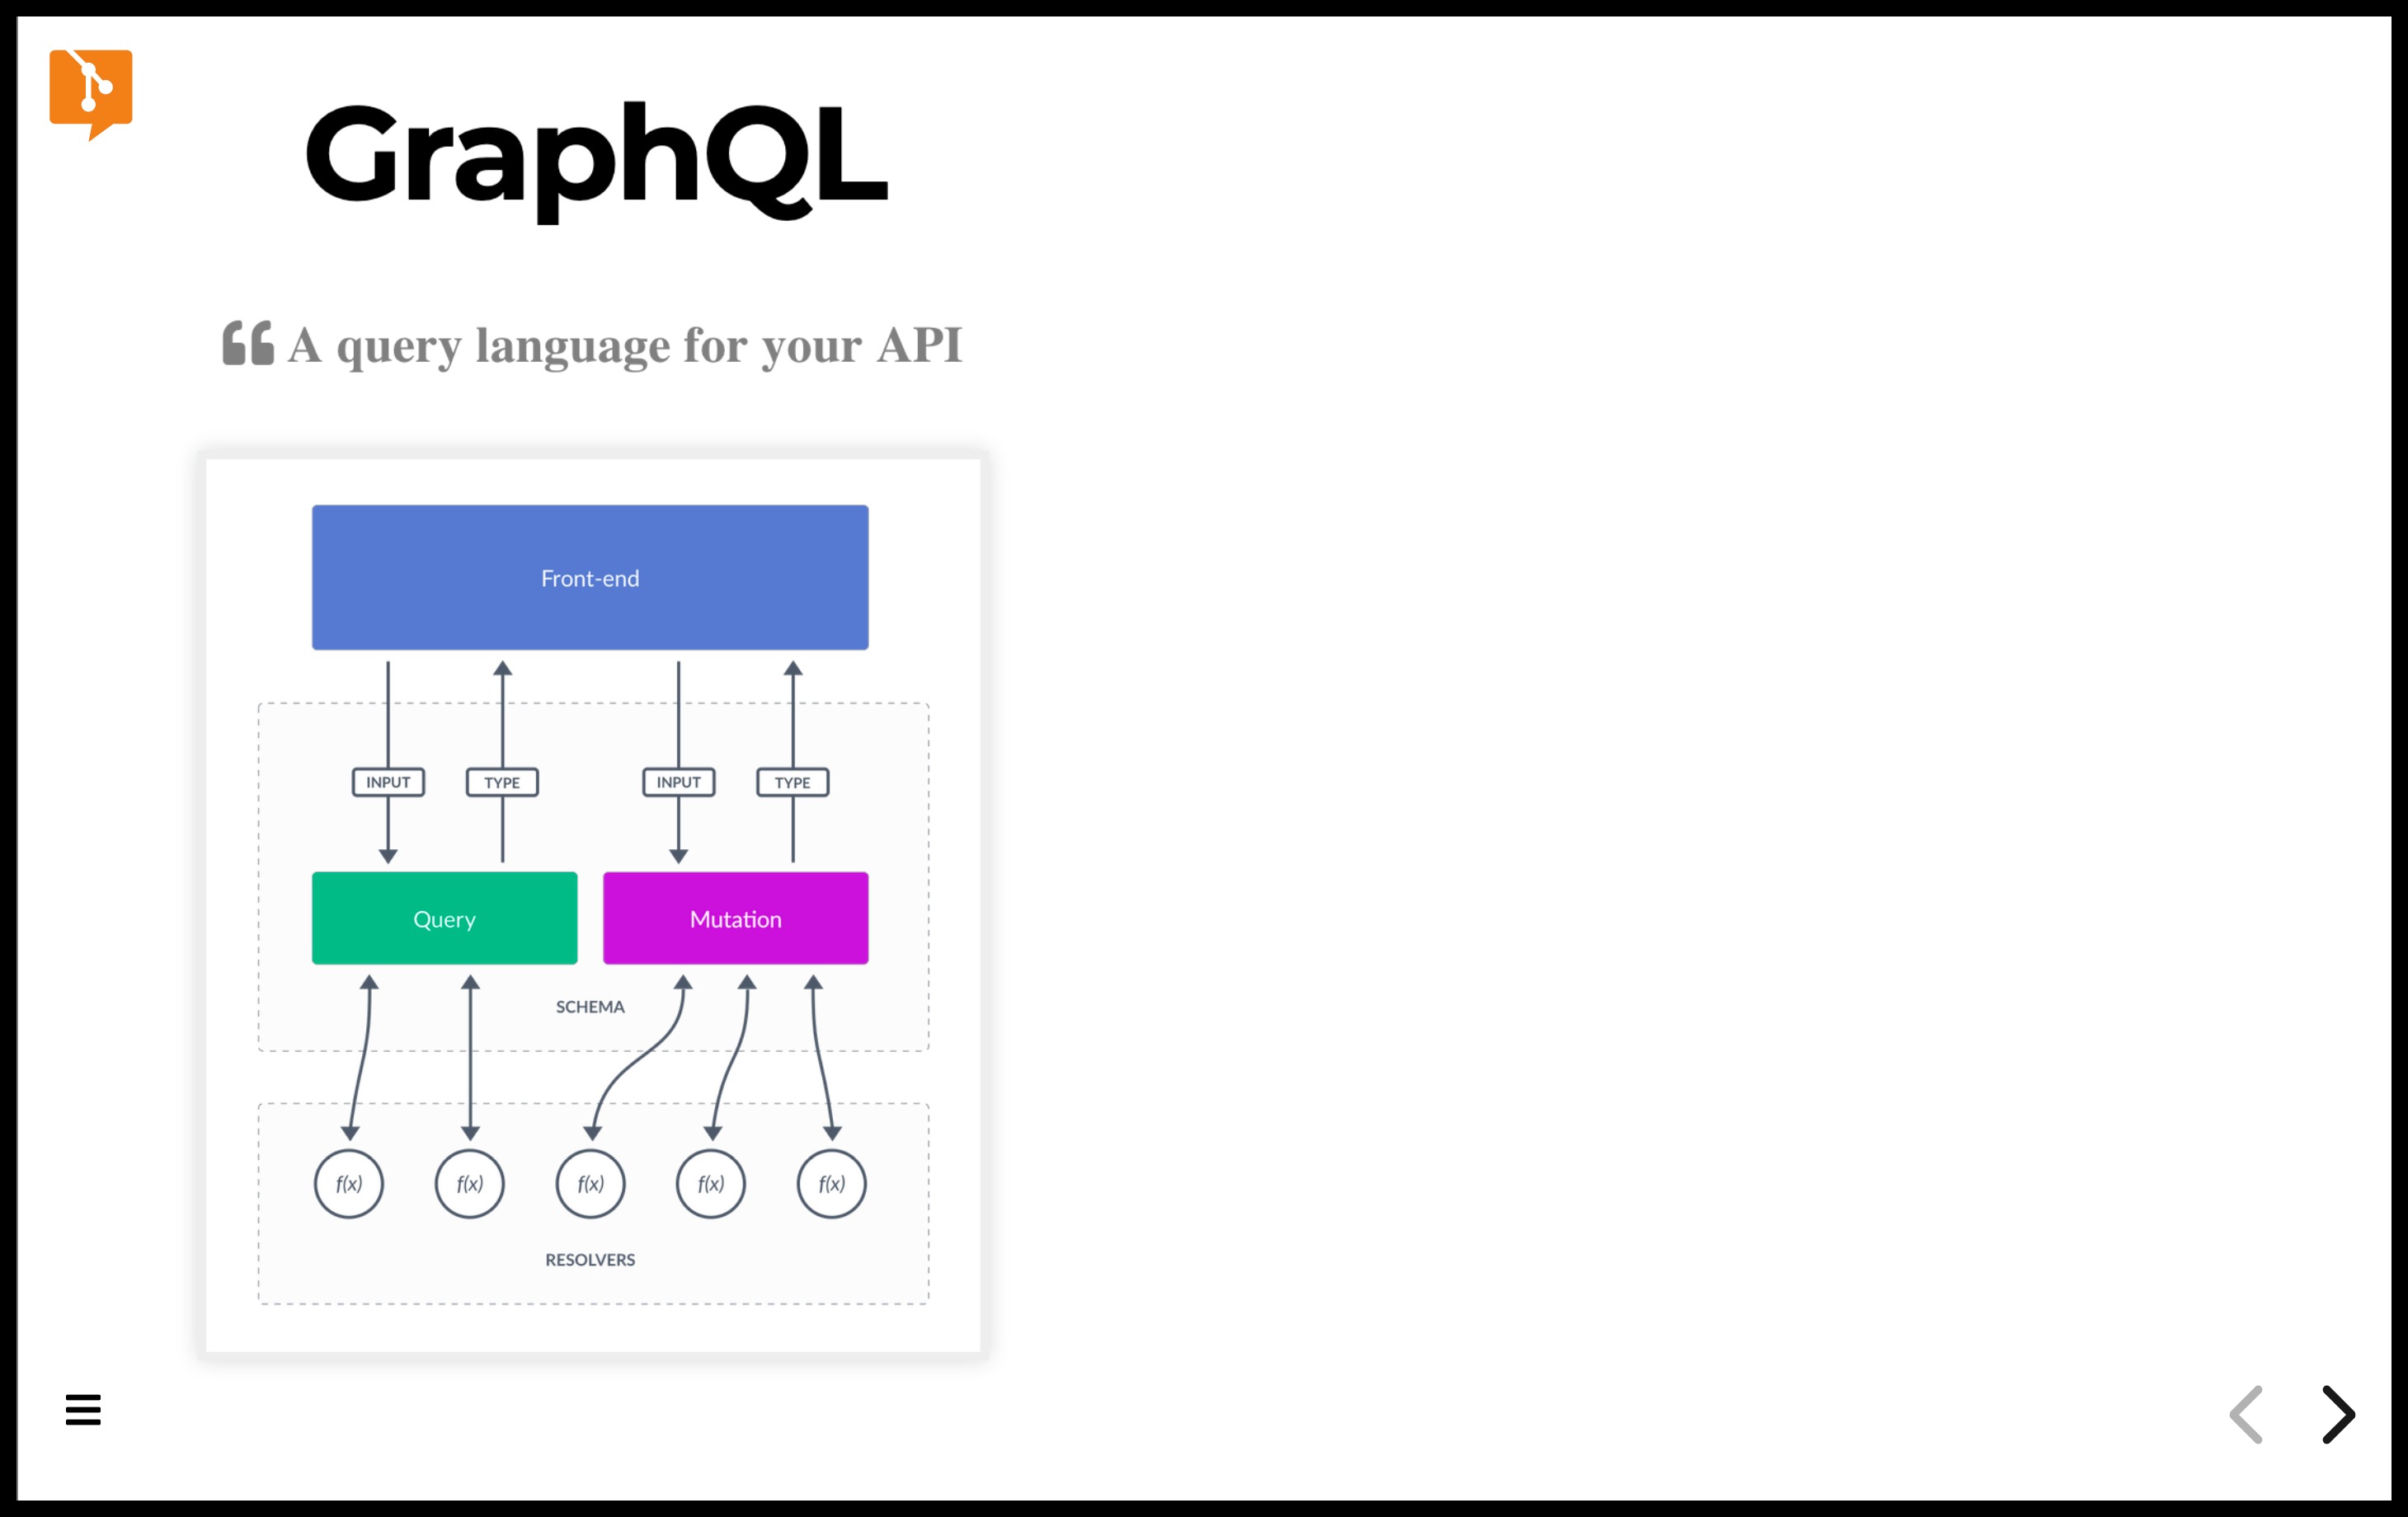 GraphQL
“ A query language for your API
Front-end
INPUT TYPE INPUT TYPE
Query Mutation
SCHEMA
f(x) f(x) f(x) f(x) f(x)
RESOLVERS